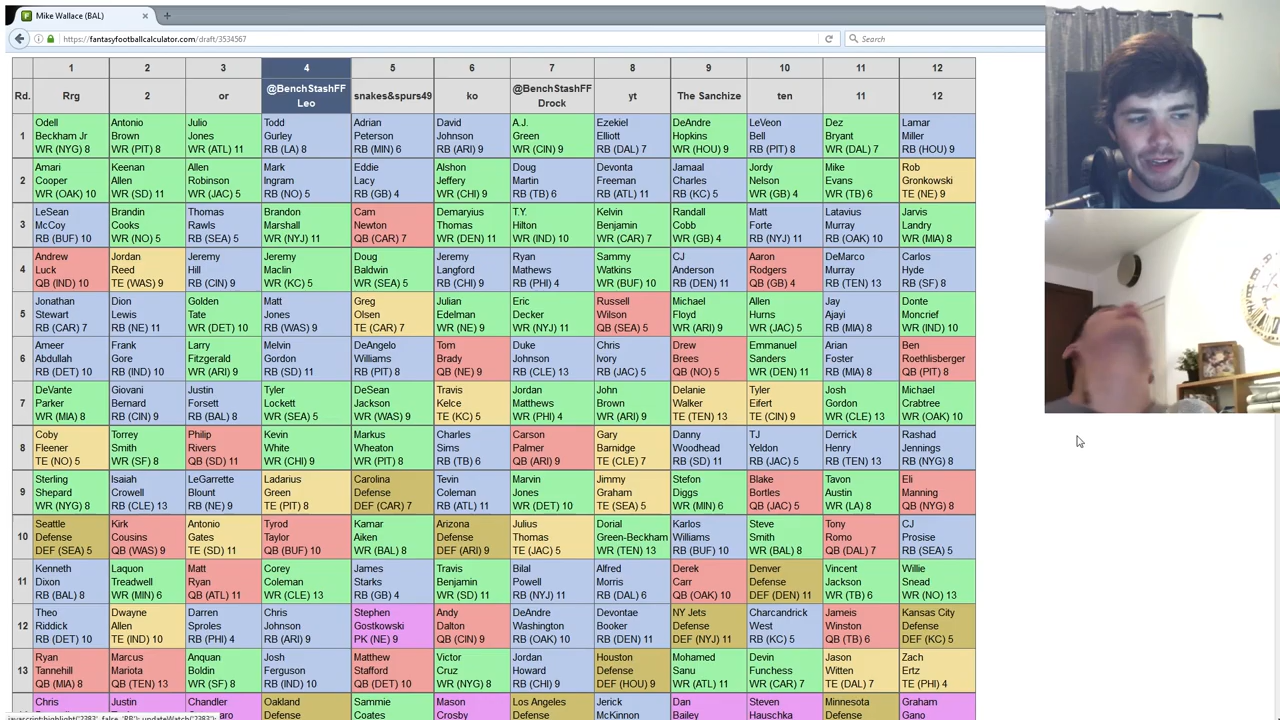 Mike Wallace (BAL)
https://fantasyfootballcalculator.com/draft/3534567
Search
1 2 3 4 5 6 7 8 9 10 11 12
Rd. Rrg 2 or @BenchStashFF Leo snakes&spurs49 ko @BenchStashFF Drock yt The Sanchize ten 11 12
1
Odell Antonio Julio Todd Adrian David A.J. Ezekiel DeAndre LeVeon Dez Lamar
Beckham Jr Brown Jones Gurley Peterson Johnson Green Elliott Hopkins Bell Bryant Miller
WR (NYG) 8 WR (PIT) 8 WR (ATL) 11 RB (LA) 8 RB (MIN) 6 RB (ARI) 9 WR (CIN) 9 RB (DAL) 7 WR (HOU) 9 RB (PIT) 8 WR (DAL) 7 RB (HOU) 9
2
Amari Keenan Allen Mark Eddie Alshon Doug Devonta Jamaal Jordy Mike Rob
Cooper Allen Robinson Ingram Lacy Jeffery Martin Freeman Charles Nelson Evans Gronkowski
WR (OAK) 10 WR (SD) 11 WR (JAC) 5 RB (NO) 5 RB (GB) 4 WR (CHI) 9 RB (TB) 6 RB (ATL) 11 RB (KC) 5 WR (GB) 4 WR (TB) 6 TE (NE) 9
3
LeSean Brandin Thomas Brandon Cam Demaryius T.Y. Kelvin Randall Matt Latavius Jarvis
McCoy Cooks Rawls Marshall Newton Thomas Hilton Benjamin Cobb Forte Murray Landry
RB (BUF) 10 WR (NO) 5 RB (SEA) 5 WR (NYJ) 11 QB (CAR) 7 WR (DEN) 11 WR (IND) 10 WR (CAR) 7 WR (GB) 4 RB (NYJ) 11 RB (OAK) 10 WR (MIA) 8
4
Andrew Jordan Jeremy Jeremy Doug Jeremy Ryan Sammy CJ Aaron DeMarco Carlos
Luck Reed Hill Maclin Baldwin Langford Mathews Watkins Anderson Rodgers Murray Hyde
QB (IND) 10 TE (WAS) 9 RB (CIN) 9 WR (KC) 5 WR (SEA) 5 RB (CHI) 9 RB (PHI) 4 WR (BUF) 10 RB (DEN) 11 QB (GB) 4 RB (TEN) 13 RB (SF) 8
5
Jonathan Dion Golden Matt Greg Julian Eric Russell Michael Allen Jay Donte
Stewart Lewis Tate Jones Olsen Edelman Decker Wilson Floyd Hurns Ajayi Moncrief
RB (CAR) 7 RB (NE) 11 WR (DET) 10 RB (WAS) 9 TE (CAR) 7 WR (NE) 9 WR (NYJ) 11 QB (SEA) 5 WR (ARI) 9 WR (JAC) 5 RB (MIA) 8 WR (IND) 10
6
Ameer Frank Larry Melvin DeAngelo Tom Duke Chris Drew Emmanuel Arian Ben
Abdullah Gore Fitzgerald Gordon Williams Brady Johnson Ivory Brees Sanders Foster Roethlisberger
RB (DET) 10 RB (IND) 10 WR (ARI) 9 RB (SD) 11 RB (PIT) 8 QB (NE) 9 RB (CLE) 13 RB (JAC) 5 QB (NO) 5 WR (DEN) 11 RB (MIA) 8 QB (PIT) 8
7
DeVante Giovani Justin Tyler DeSean Travis Jordan John Delanie Tyler Josh Michael
Parker Bernard Forsett Lockett Jackson Kelce Matthews Brown Walker Eifert Gordon Crabtree
WR (MIA) 8 RB (CIN) 9 RB (BAL) 8 WR (SEA) 5 WR (WAS) 9 TE (KC) 5 WR (PHI) 4 WR (ARI) 9 TE (TEN) 13 TE (CIN) 9 WR (CLE) 13 WR (OAK) 10
8
Coby Torrey Philip Kevin Markus Charles Carson Gary Danny TJ Derrick Rashad
Fleener Smith Rivers White Wheaton Sims Palmer Barnidge Woodhead Yeldon Henry Jennings
TE (NO) 5 WR (SF) 8 QB (SD) 11 WR (CHI) 9 WR (PIT) 8 RB (TB) 6 QB (ARI) 9 TE (CLE) 7 RB (SD) 11 RB (JAC) 5 RB (TEN) 13 RB (NYG) 8
9
Sterling Isaiah LeGarrette Ladarius Carolina Tevin Marvin Jimmy Stefon Blake Tavon Eli
Shepard Crowell Blount Green Defense Coleman Jones Graham Diggs Bortles Austin Manning
WR (NYG) 8 RB (CLE) 13 RB (NE) 9 TE (PIT) 8 DEF (CAR) 7 RB (ATL) 11 WR (DET) 10 TE (SEA) 5 WR (MIN) 6 QB (JAC) 5 WR (LA) 8 QB (NYG) 8
10
Seattle Kirk Antonio Tyrod Kamar Arizona Julius Dorial Karlos Steve Tony CJ
Defense Cousins Gates Taylor Aiken Defense Thomas Green-Beckham Williams Smith Romo Prosise
DEF (SEA) 5 QB (WAS) 9 TE (SD) 11 QB (BUF) 10 WR (BAL) 8 DEF (ARI) 9 TE (JAC) 5 WR (TEN) 13 RB (BUF) 10 WR (BAL) 8 QB (DAL) 7 RB (SEA) 5
11
Kenneth Laquon Matt Corey James Travis Bilal Alfred Derek Denver Vincent Willie
Dixon Treadwell Ryan Coleman Starks Benjamin Powell Morris Carr Defense Jackson Snead
RB (BAL) 8 WR (MIN) 6 QB (ATL) 11 WR (CLE) 13 RB (GB) 4 WR (SD) 11 RB (NYJ) 11 RB (DAL) 6 QB (OAK) 10 DEF (DEN) 11 WR (TB) 6 WR (NO) 13
12
Theo Dwayne Darren Chris Stephen Andy DeAndre Devontae NY Jets Charcandrick Jameis Kansas City
Riddick Allen Sproles Johnson Gostkowski Dalton Washington Booker Defense West Winston Defense
RB (DET) 10 TE (IND) 10 RB (PHI) 4 RB (ARI) 9 PK (NE) 9 QB (CIN) 9 RB (OAK) 10 RB (DEN) 11 DEF (NYJ) 11 RB (KC) 5 QB (TB) 6 DEF (KC) 5
13
Ryan Marcus Anquan Josh Matthew Victor Jordan Houston Mohamed Devin Jason Zach
Tannehill Mariota Boldin Ferguson Stafford Cruz Howard Defense Sanu Funchess Witten Ertz
QB (MIA) 8 QB (TEN) 13 WR (SF) 8 RB (IND) 10 QB (DET) 10 WR (NYG) 8 RB (CHI) 9 DEF (HOU) 9 WR (ATL) 11 WR (CAR) 7 TE (DAL) 7 TE (PHI) 4
Chris Justin Chandler Oakland Sammie Mason Los Angeles Jerick Dan Steven Minnesota Graham
aro Defense Coates Crosby Defense McKinnon Bailey Hauschka Defense Gano